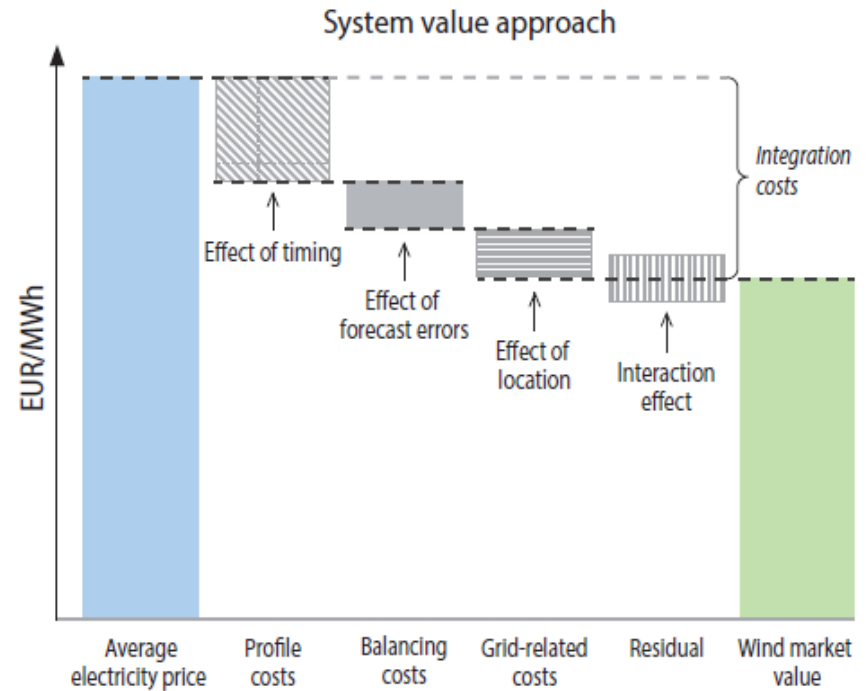 System value approach
EUR/MWh
Integration
costs
Effect of timing
Effect of
forecast errors
Effect of
location
Interaction
effect
Average
electricity price
Profile
costs
Balancing
costs
Grid-related
costs
Residual
Wind market
value